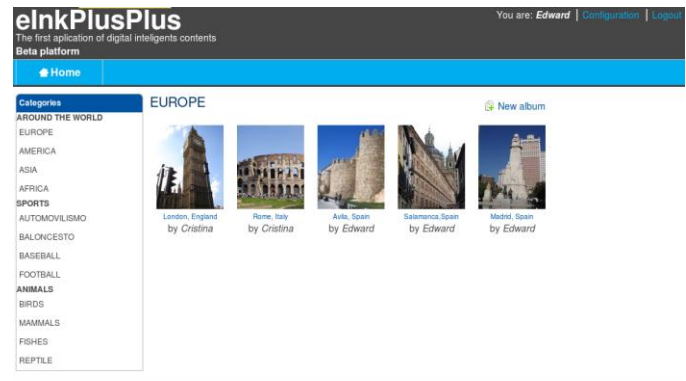 eInkPlusPlus
The first aplication of digital inteligents contents
Beta platform
You are: Edward | Configuration | Logout
Home
Categories
AROUND THE WORLD
EUROPE
AMERICA
ASIA
AFRICA
SPORTS
AUTOMOVILISMO
BALONCESTO
BASEBALL
FOOTBALL
ANIMALS
BIRDS
MAMMALS
FISHES
REPTILE
EUROPE
New album
London, England
by Cristina
Rome, Italy
by Cristina
Avila, Spain
by Edward
Salamanca,Spain
by Edward
Madrid, Spain
by Edward